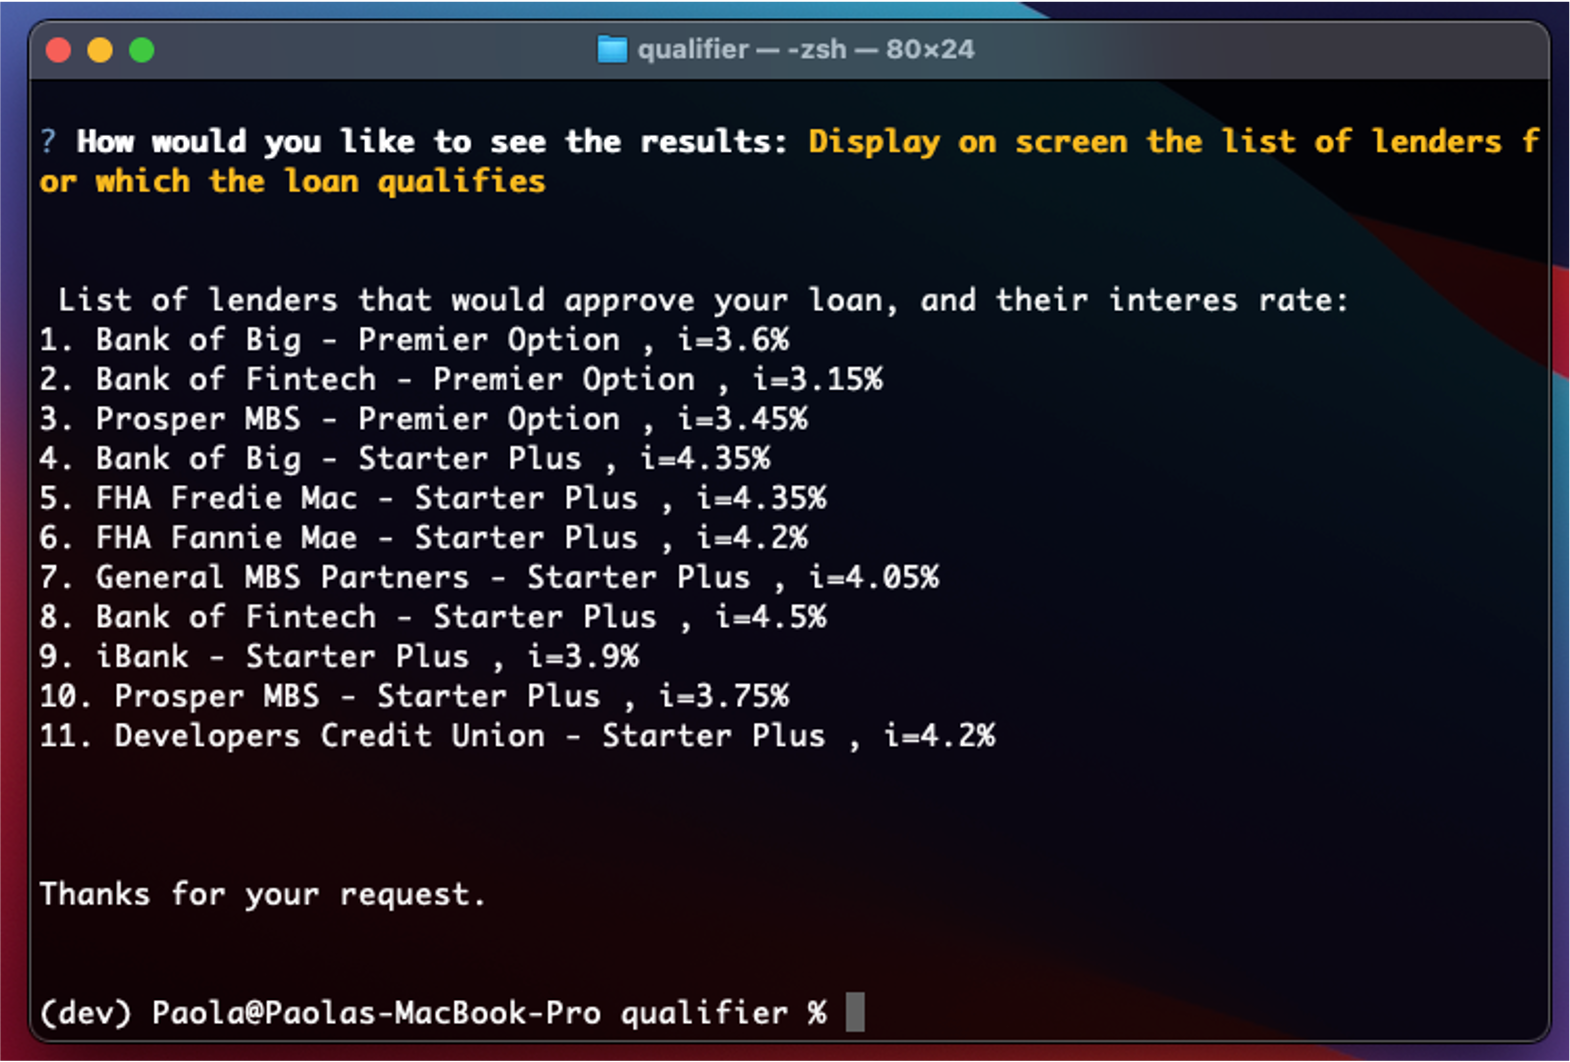 qualifier — -zsh — 80×24
? How would you like to see the results: Display on screen the list of lenders f
or which the loan qualifies
List of lenders that would approve your loan, and their interes rate:
1. Bank of Big - Premier Option , i=3.6%
2. Bank of Fintech - Premier Option , i=3.15%
3. Prosper MBS - Premier Option , i=3.45%
4. Bank of Big - Starter Plus , i=4.35%
5. FHA Fredie Mac - Starter Plus , i=4.35%
6. FHA Fannie Mae - Starter Plus , i=4.2%
7. General MBS Partners - Starter Plus , i=4.05%
8. Bank of Fintech - Starter Plus , i=4.5%
9. iBank - Starter Plus , i=3.9%
10. Prosper MBS - Starter Plus , i=3.75%
11. Developers Credit Union - Starter Plus , i=4.2%
Thanks for your request.
(dev) Paola@Paolas-MacBook-Pro qualifier %